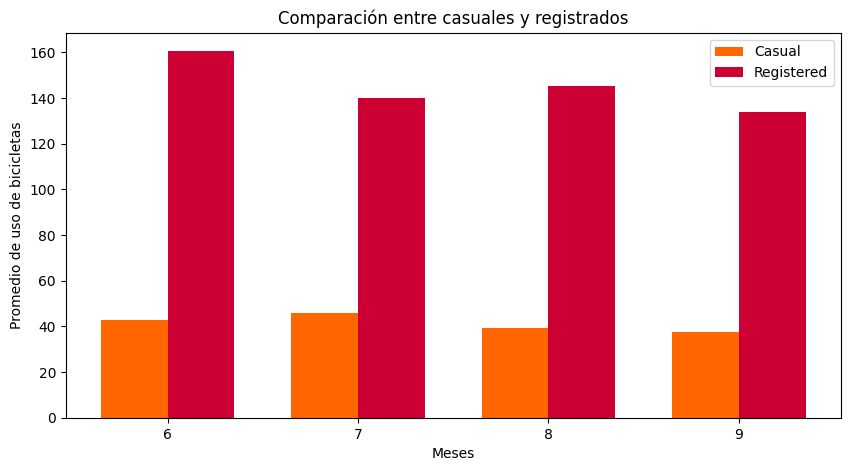 Comparación entre casuales y registrados
Casual
Registered
Promedio de uso de bicicletas
160
140
120
100
80
60
40
20
0
6 7 8 9
Meses